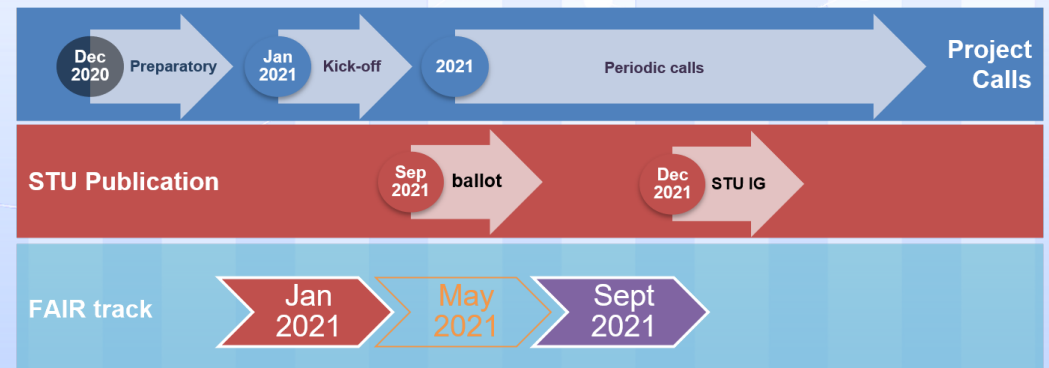 Dec
2020
Preparatory
Jan
2021
Kick-off
2021
Periodic calls
Project
Calls
STU Publication
Sep
2021
ballot
Dec
2021
STU IG
FAIR track
Jan
2021
May
2021
Sept
2021